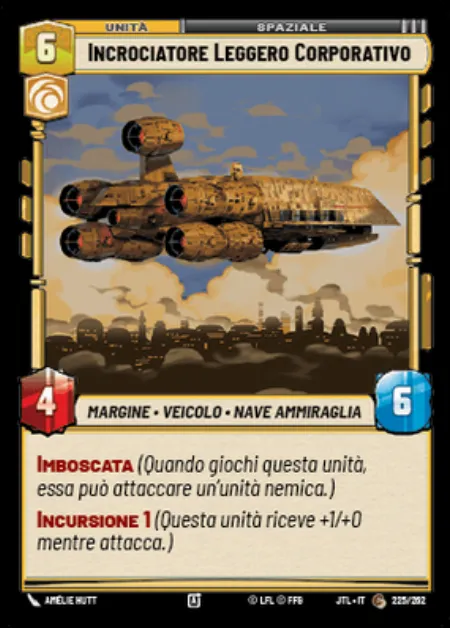 UNITÀ SPAZIALE
6 INCROCIATORE LEGGERO CORPORATIVO
4 MARGINE • VEICOLO • NAVE AMMIRAGLIA 6
IMBOSCATA (Quando giochi questa unità,
essa può attaccare un'unità nemica.)
INCURSIONE 1 (Questa unità riceve +1/+0
mentre attacca.)
AMÉLIE HUTT © LFL © FFG JTL • IT 225/262